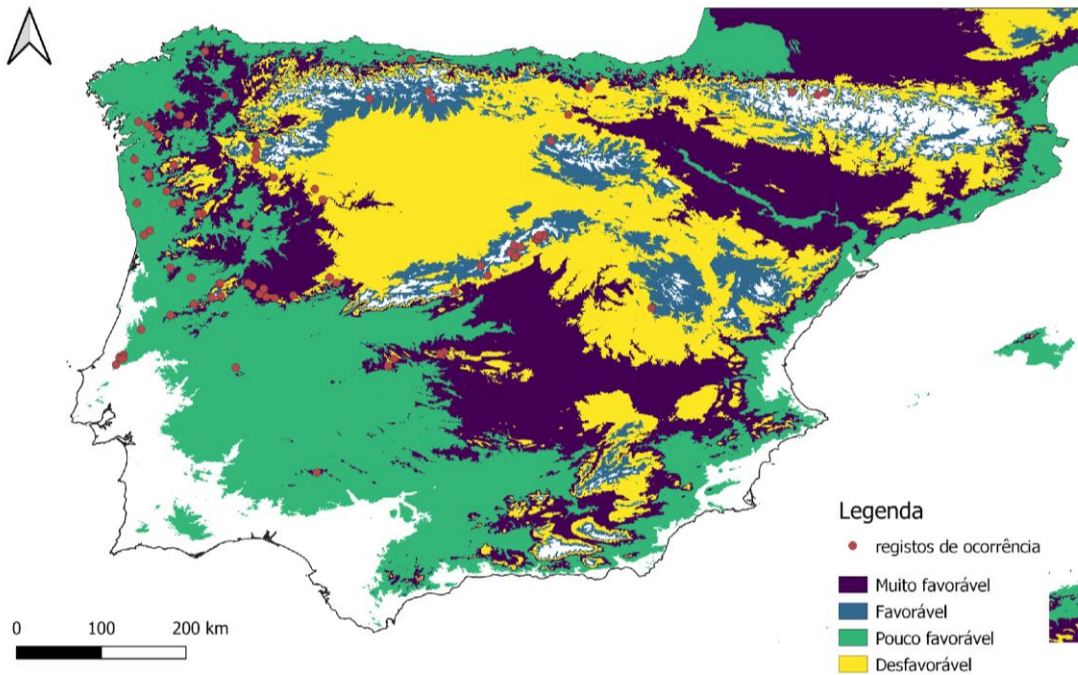 Legenda
registos de ocorrência
Muito favorável
Favorável
Pouco favorável
Desfavorável
0 100 200 km